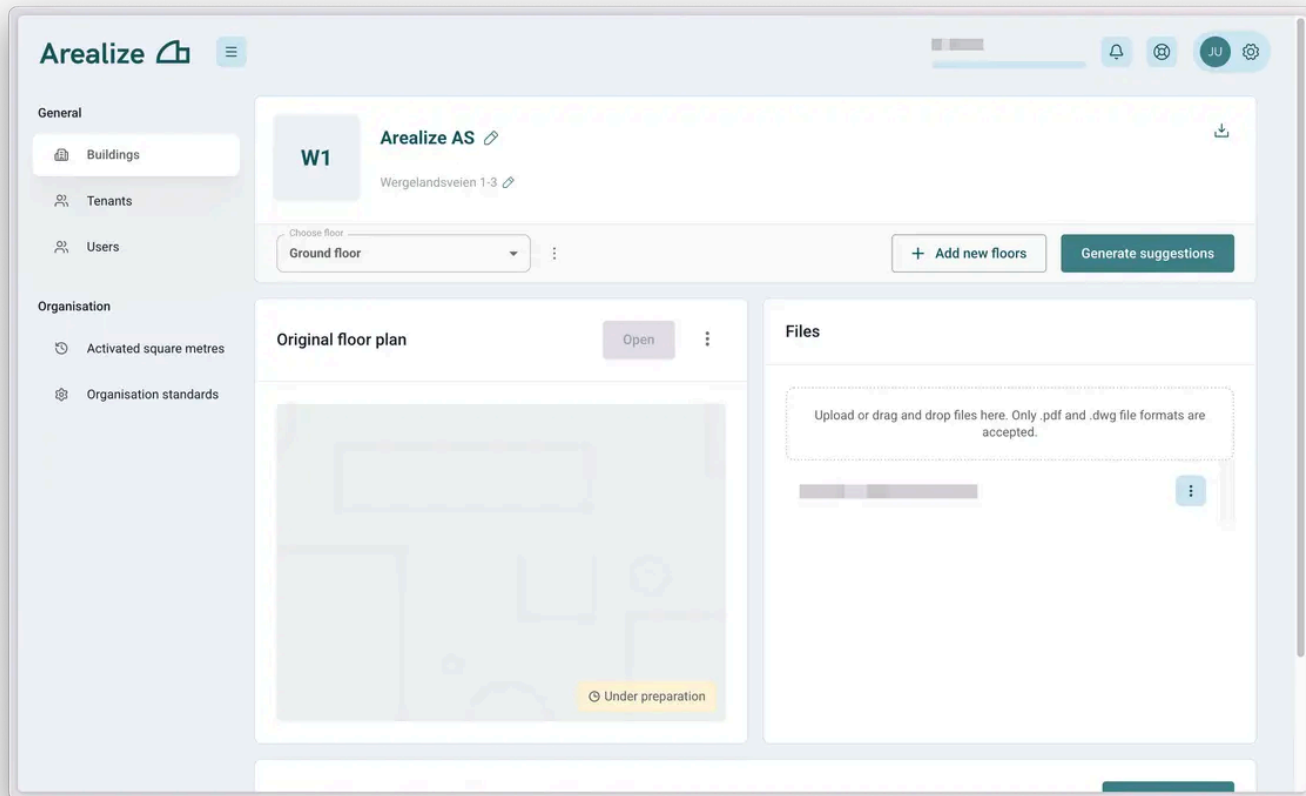 Arealize
JU
General
Buildings
Tenants
Users
Organisation
Activated square metres
Organisation standards
W1
Arealize AS
Wergelandsveien 1-3
Choose floor
Ground floor
Add new floors
Generate suggestions
Original floor plan
Open
Under preparation
Files
Upload or drag and drop files here. Only .pdf and .dwg file formats are
accepted.